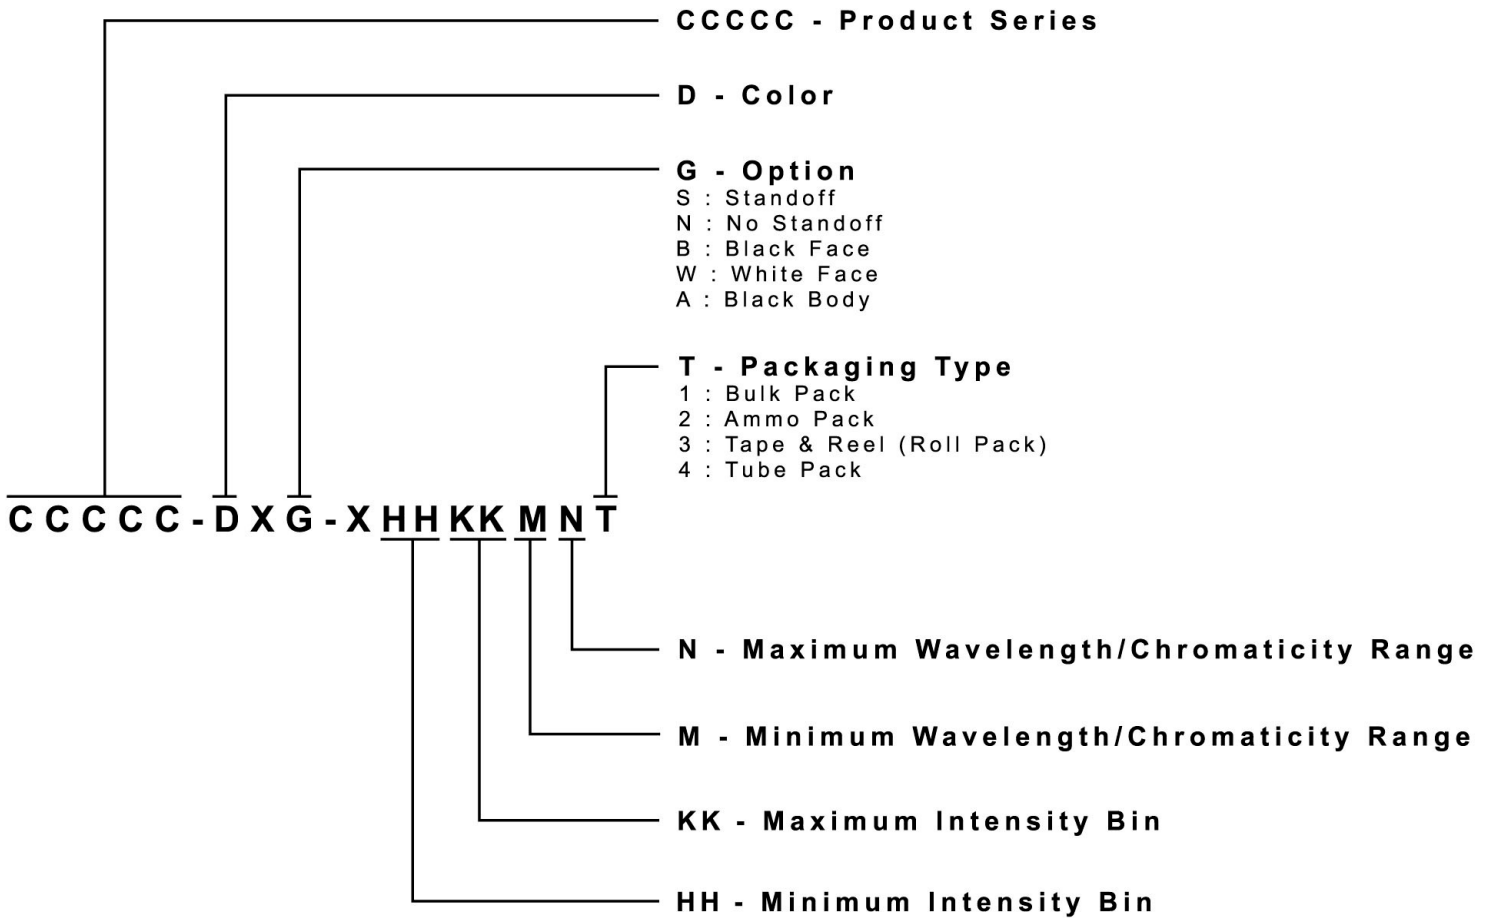 CCCCC - Product Series
D - Color
G - Option
S : Standoff
N : No Standoff
B : Black Face
W : White Face
A : Black Body
T - Packaging Type
1 : Bulk Pack
2 : Ammo Pack
3 : Tape & Reel (Roll Pack)
4 : Tube Pack
CCCCC-DXG-XHHKKMNT
N - Maximum Wavelength/Chromaticity Range
M - Minimum Wavelength/Chromaticity Range
KK - Maximum Intensity Bin
HH - Minimum Intensity Bin